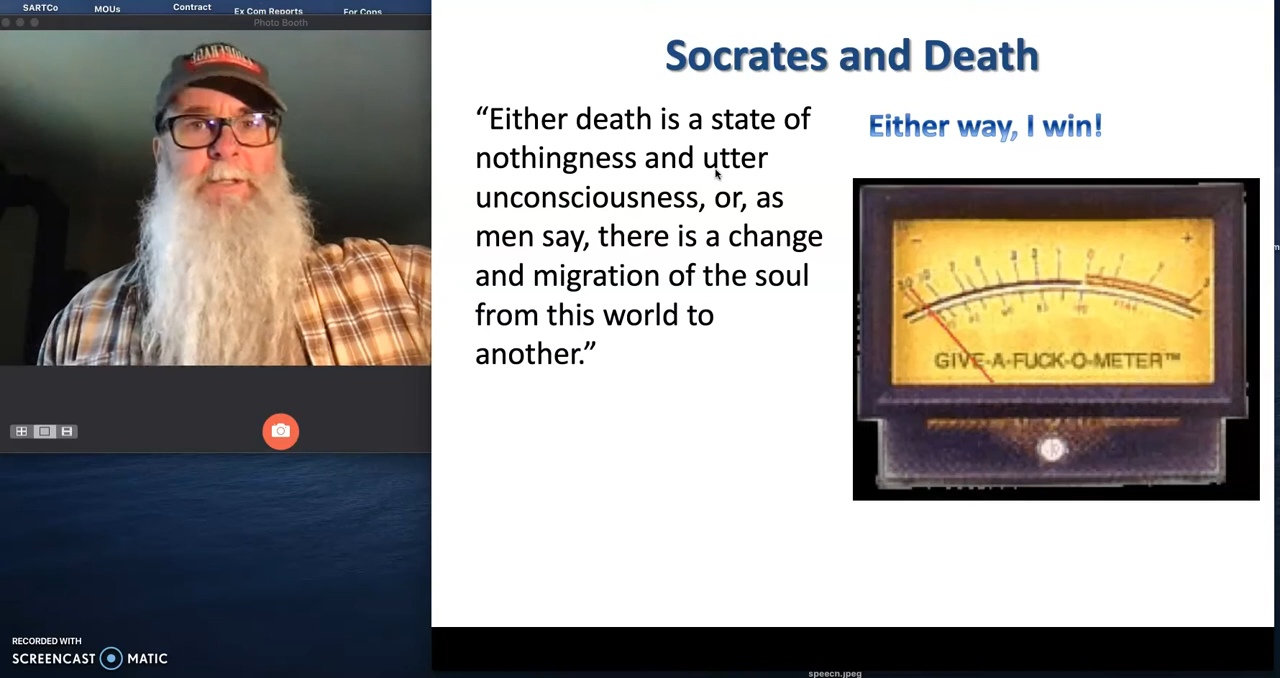 SARTCo
MOUs
Contract
Ex Com Reports
For Cons
Photo Booth
Socrates and Death
“Either death is a state of
nothingness and utter
unconsciousness, or, as
men say, there is a change
and migration of the soul
from this world to
another.”
Either way, I win!
- +
GIVE-A-FUCK-O-METER™
RECORDED WITH
SCREENCAST MATIC
speech.jpeg